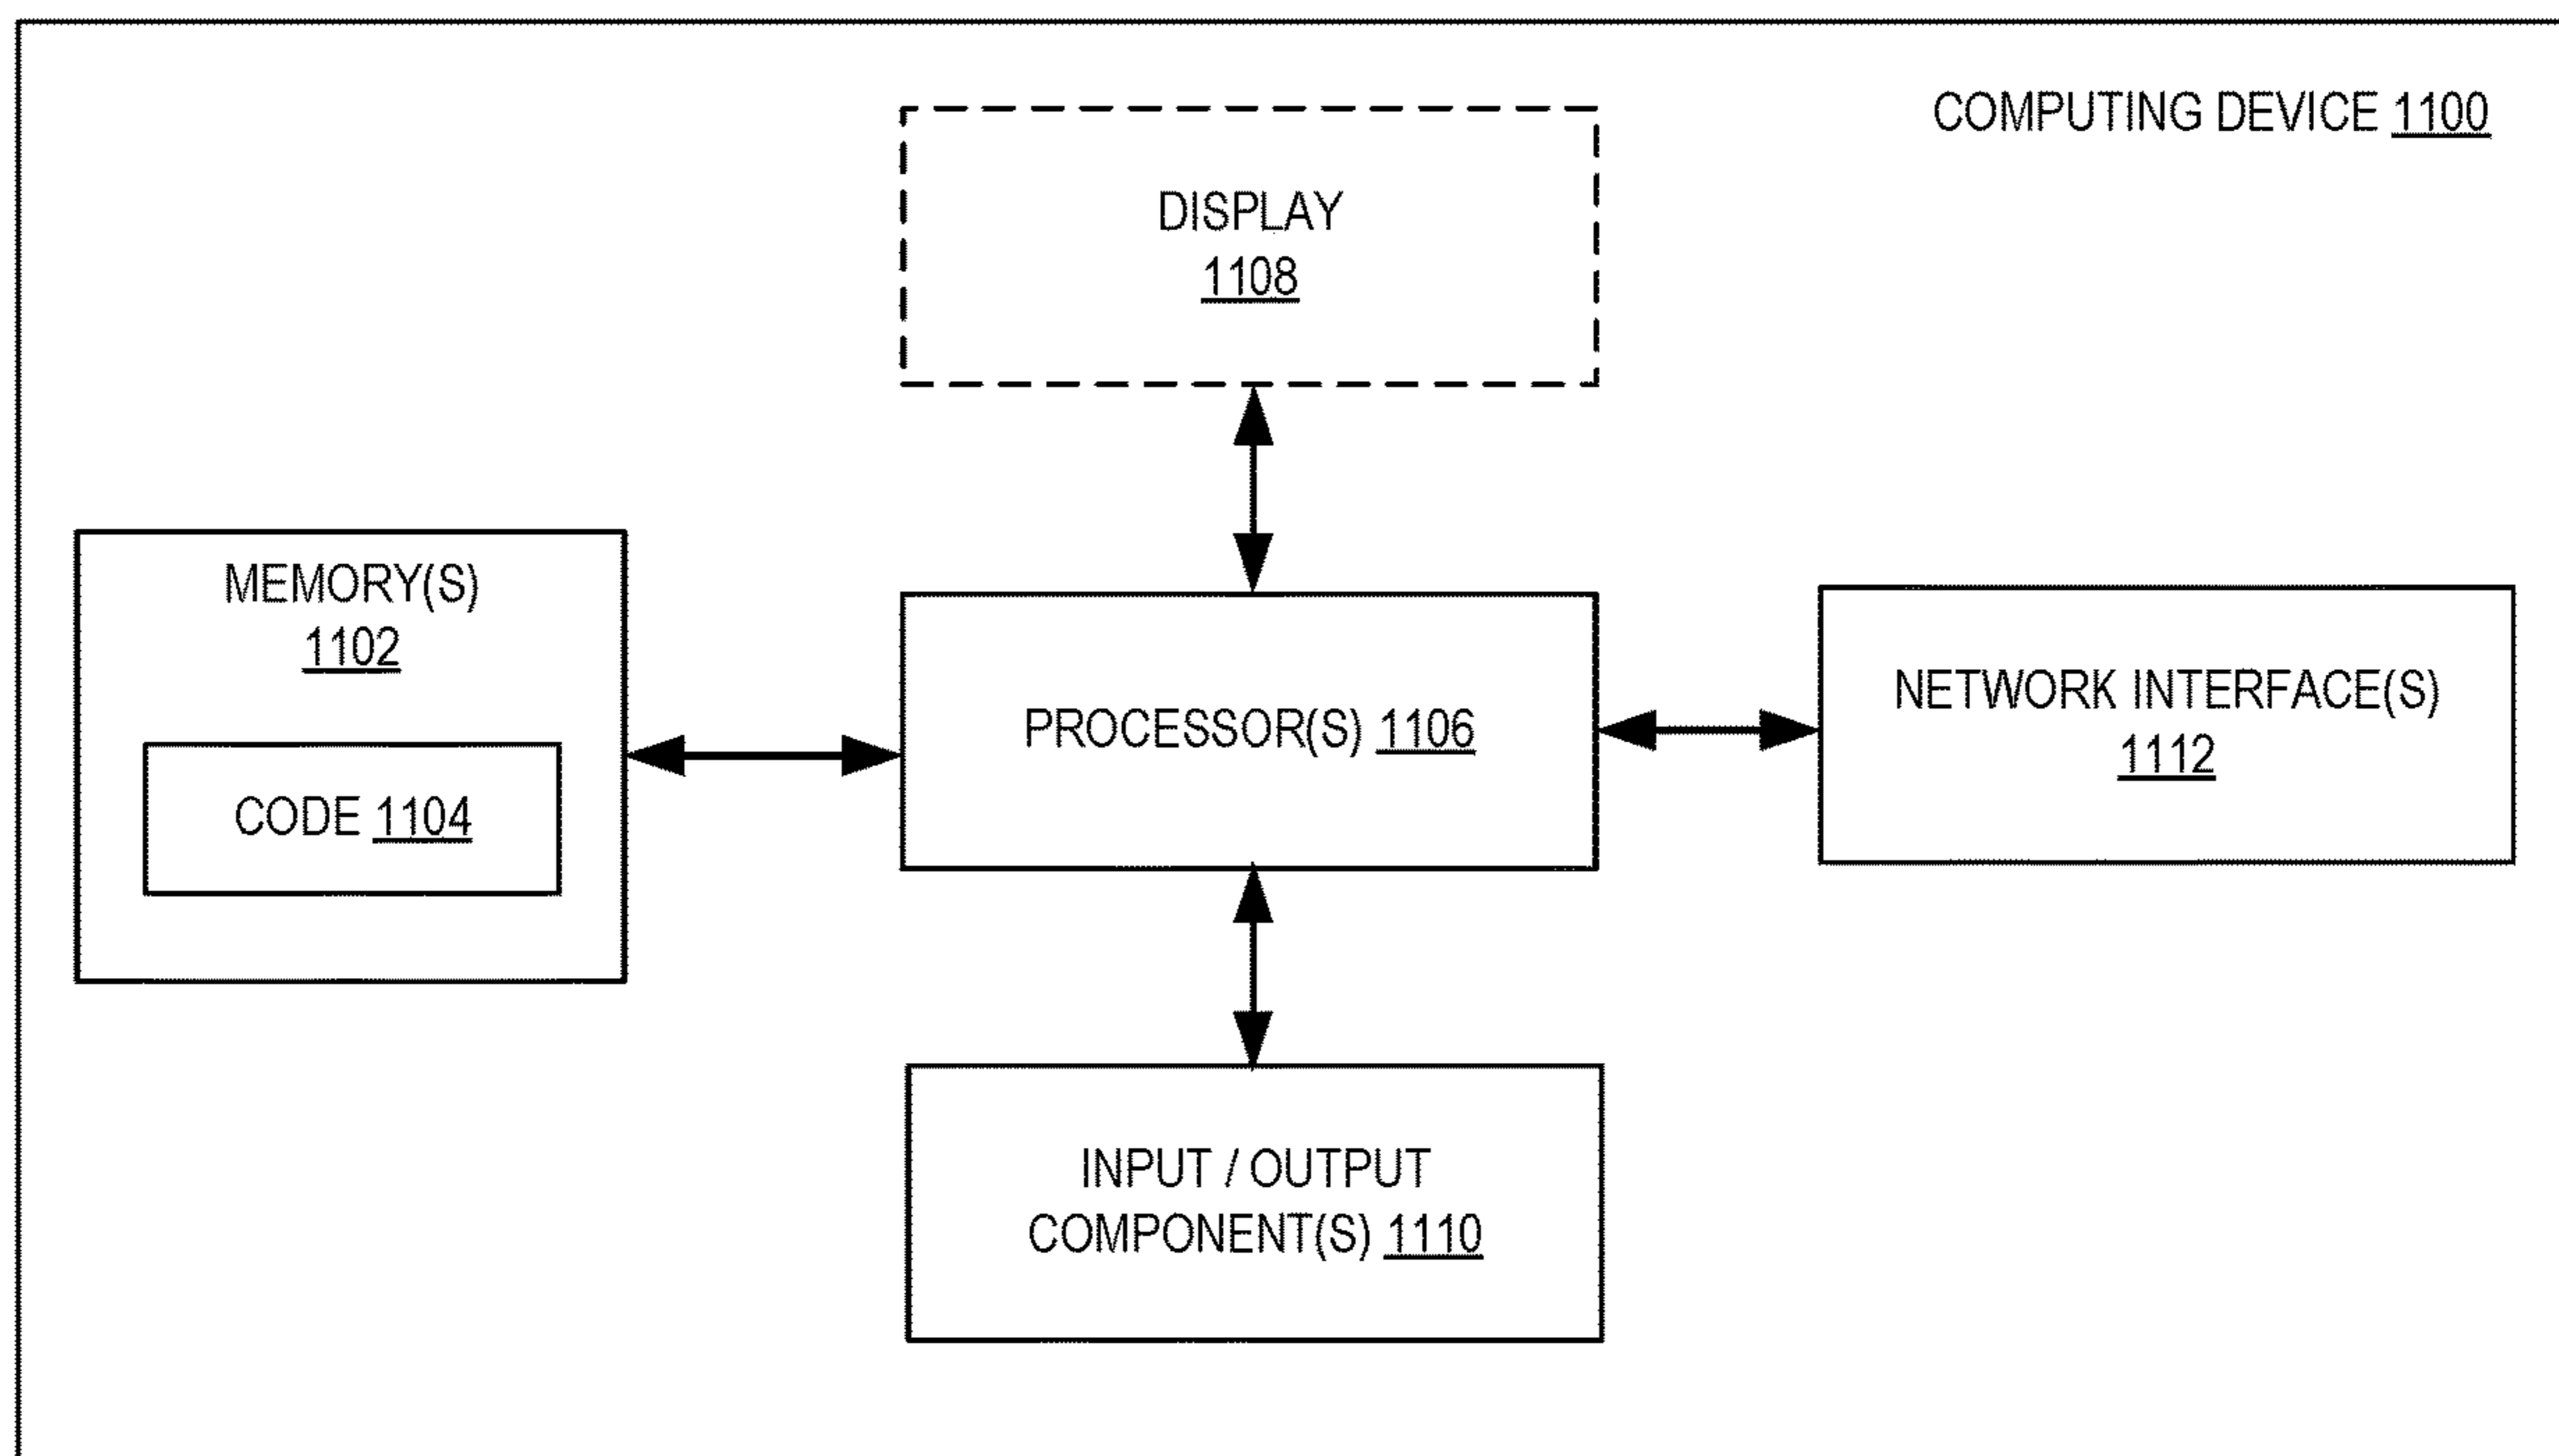 COMPUTING DEVICE 1100
DISPLAY
1108
MEMORY(S)
1102
CODE 1104
PROCESSOR(S) 1106
NETWORK INTERFACE(S)
1112
INPUT / OUTPUT
COMPONENT(S) 1110